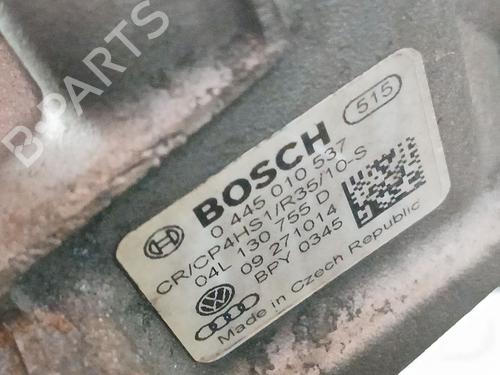 B-PARTS
515
BOSCH
0 445 010 537
CR/CP4HS1/R35/10-S
04L 130 755 D
09 271014
BPY 0345
Made in Czech Republic